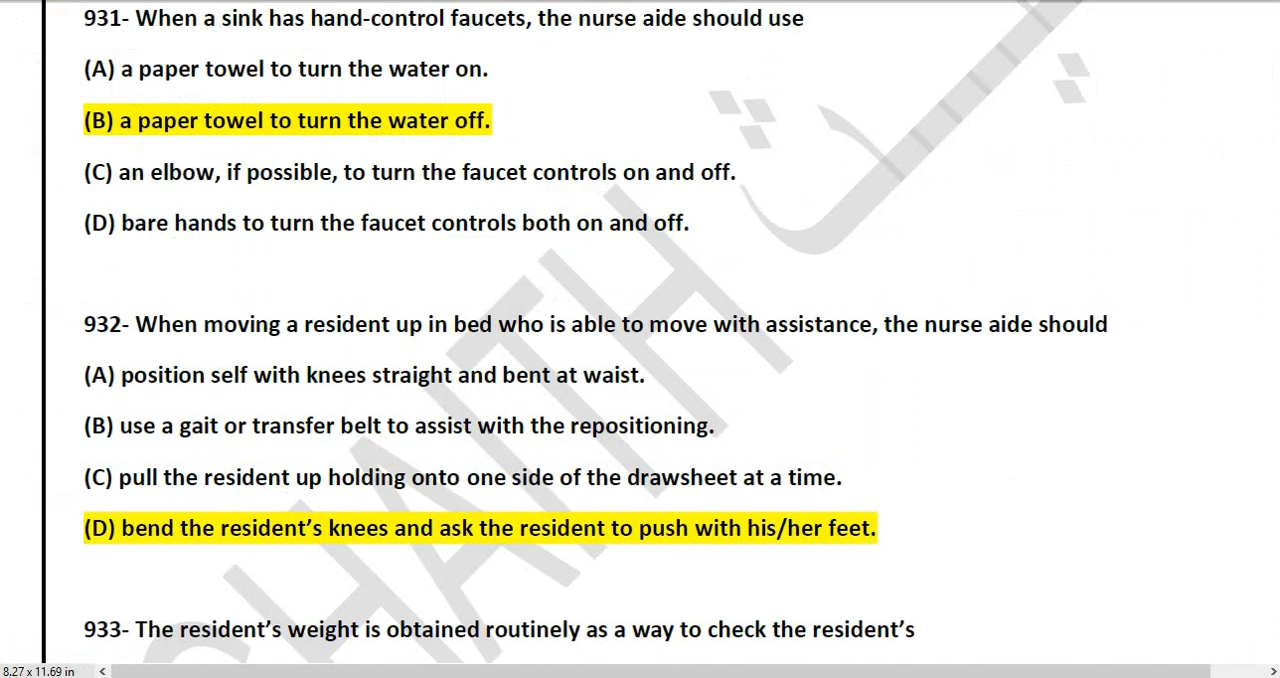 931- When a sink has hand-control faucets, the nurse aide should use
(A) a paper towel to turn the water on.
(B) a paper towel to turn the water off.
(C) an elbow, if possible, to turn the faucet controls on and off.
(D) bare hands to turn the faucet controls both on and off.
932- When moving a resident up in bed who is able to move with assistance, the nurse aide should
(A) position self with knees straight and bent at waist.
(B) use a gait or transfer belt to assist with the repositioning.
(C) pull the resident up holding onto one side of the drawsheet at a time.
(D) bend the resident’s knees and ask the resident to push with his/her feet.
933- The resident’s weight is obtained routinely as a way to check the resident’s
8.27 x 11.69 in